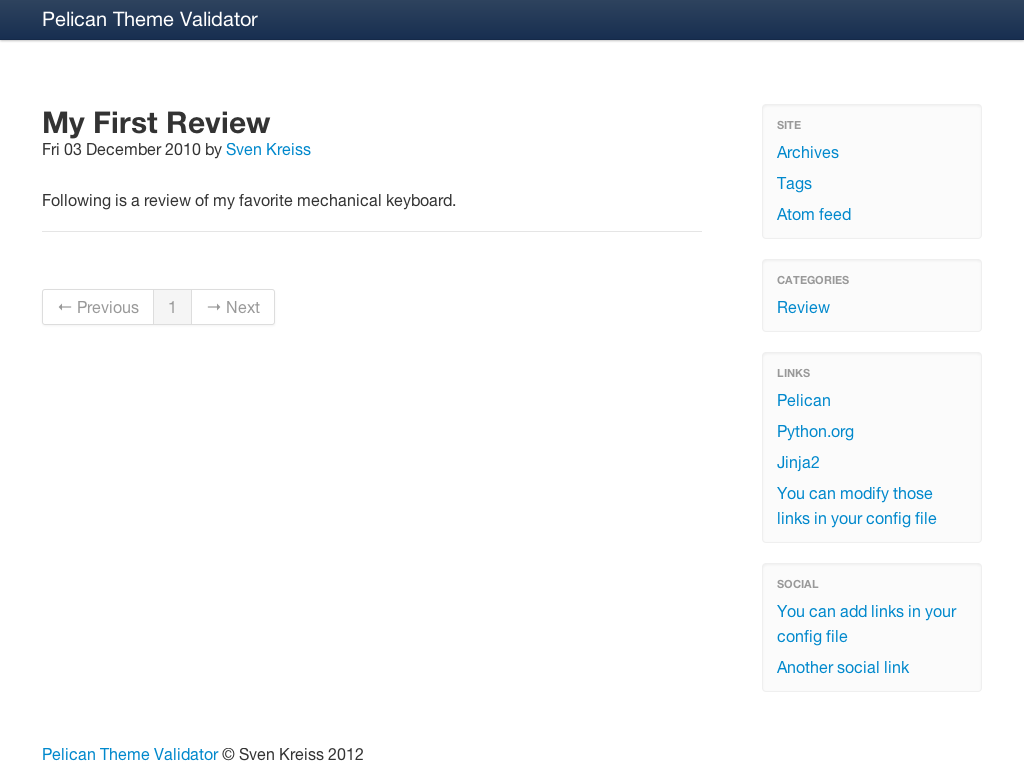 Pelican Theme Validator
My First Review
Fri 03 December 2010 by Sven Kreiss
Following is a review of my favorite mechanical keyboard.
← Previous 1 → Next
SITE
Archives
Tags
Atom feed
CATEGORIES
Review
LINKS
Pelican
Python.org
Jinja2
You can modify those
links in your config file
SOCIAL
You can add links in your
config file
Another social link
Pelican Theme Validator © Sven Kreiss 2012